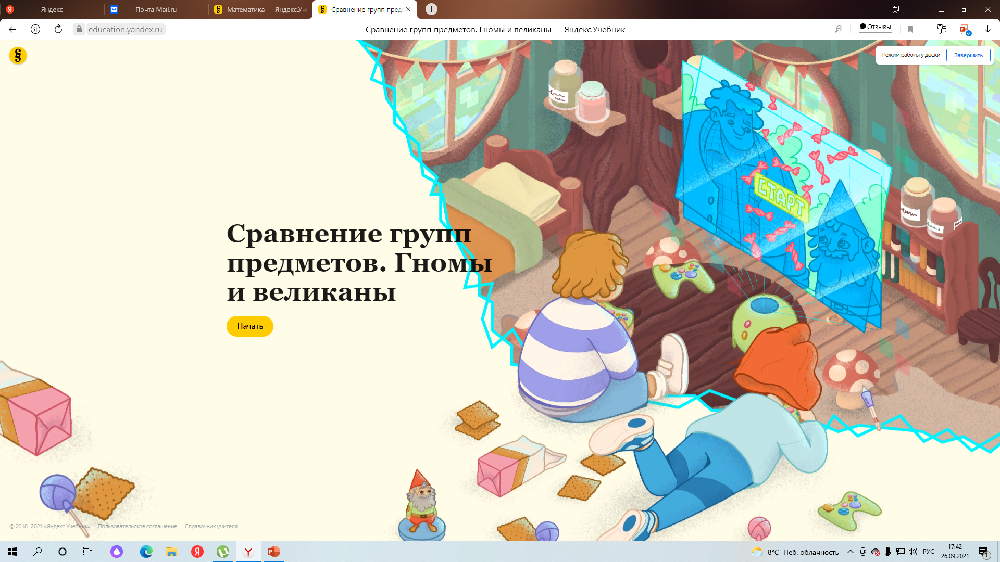 Яндекс
Почта Mail.ru
Математика — Яндекс.Уч
Сравнение групп пред
education.yandex.ru
Сравнение групп предметов. Гномы и великаны — Яндекс.Учебник
Отзывы
Режим работы у доски
Завершить
СТАРТ
Сравнение групп
предметов. Гномы
и великаны
Начать
© 2018–2021 «Яндекс.Учебник»
Пользовательское соглашение
Справочник учителя
8°C Неб. облачность
РУС
17:42
26.09.2021
1